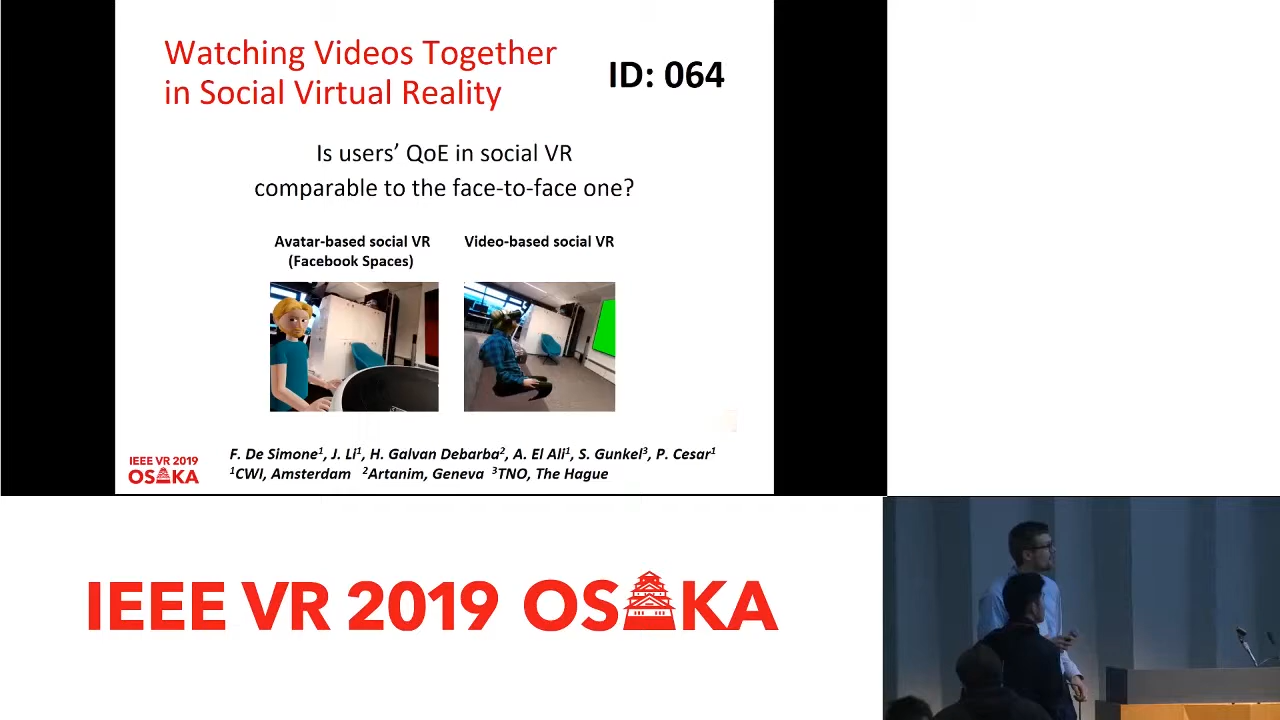 Watching Videos Together
in Social Virtual Reality
ID: 064
Is users’ QoE in social VR
comparable to the face-to-face one?
Avatar-based social VR
(Facebook Spaces)
Video-based social VR
F. De Simone¹, J. Li¹, H. Galvan Debarba², A. El Ali¹, S. Gunkel³, P. Cesar¹
¹CWI, Amsterdam ²Artanim, Geneva ³TNO, The Hague
IEEE VR 2019
OSAKA
IEEE VR 2019 OSAKA